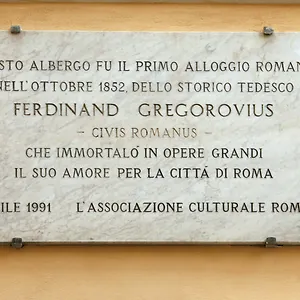 STO ALBERGO FU IL PRIMO ALLOGGIO ROMAN
NELL'OTTOBRE 1852, DELLO STORICO TEDESCO
FERDINAND GREGOROVIUS
– CIVIS ROMANUS –
CHE IMMORTALÒ IN OPERE GRANDI
IL SUO AMORE PER LA CITTÁ DI ROMA
ILE 1991 L'ASSOCIAZIONE CULTURALE ROM